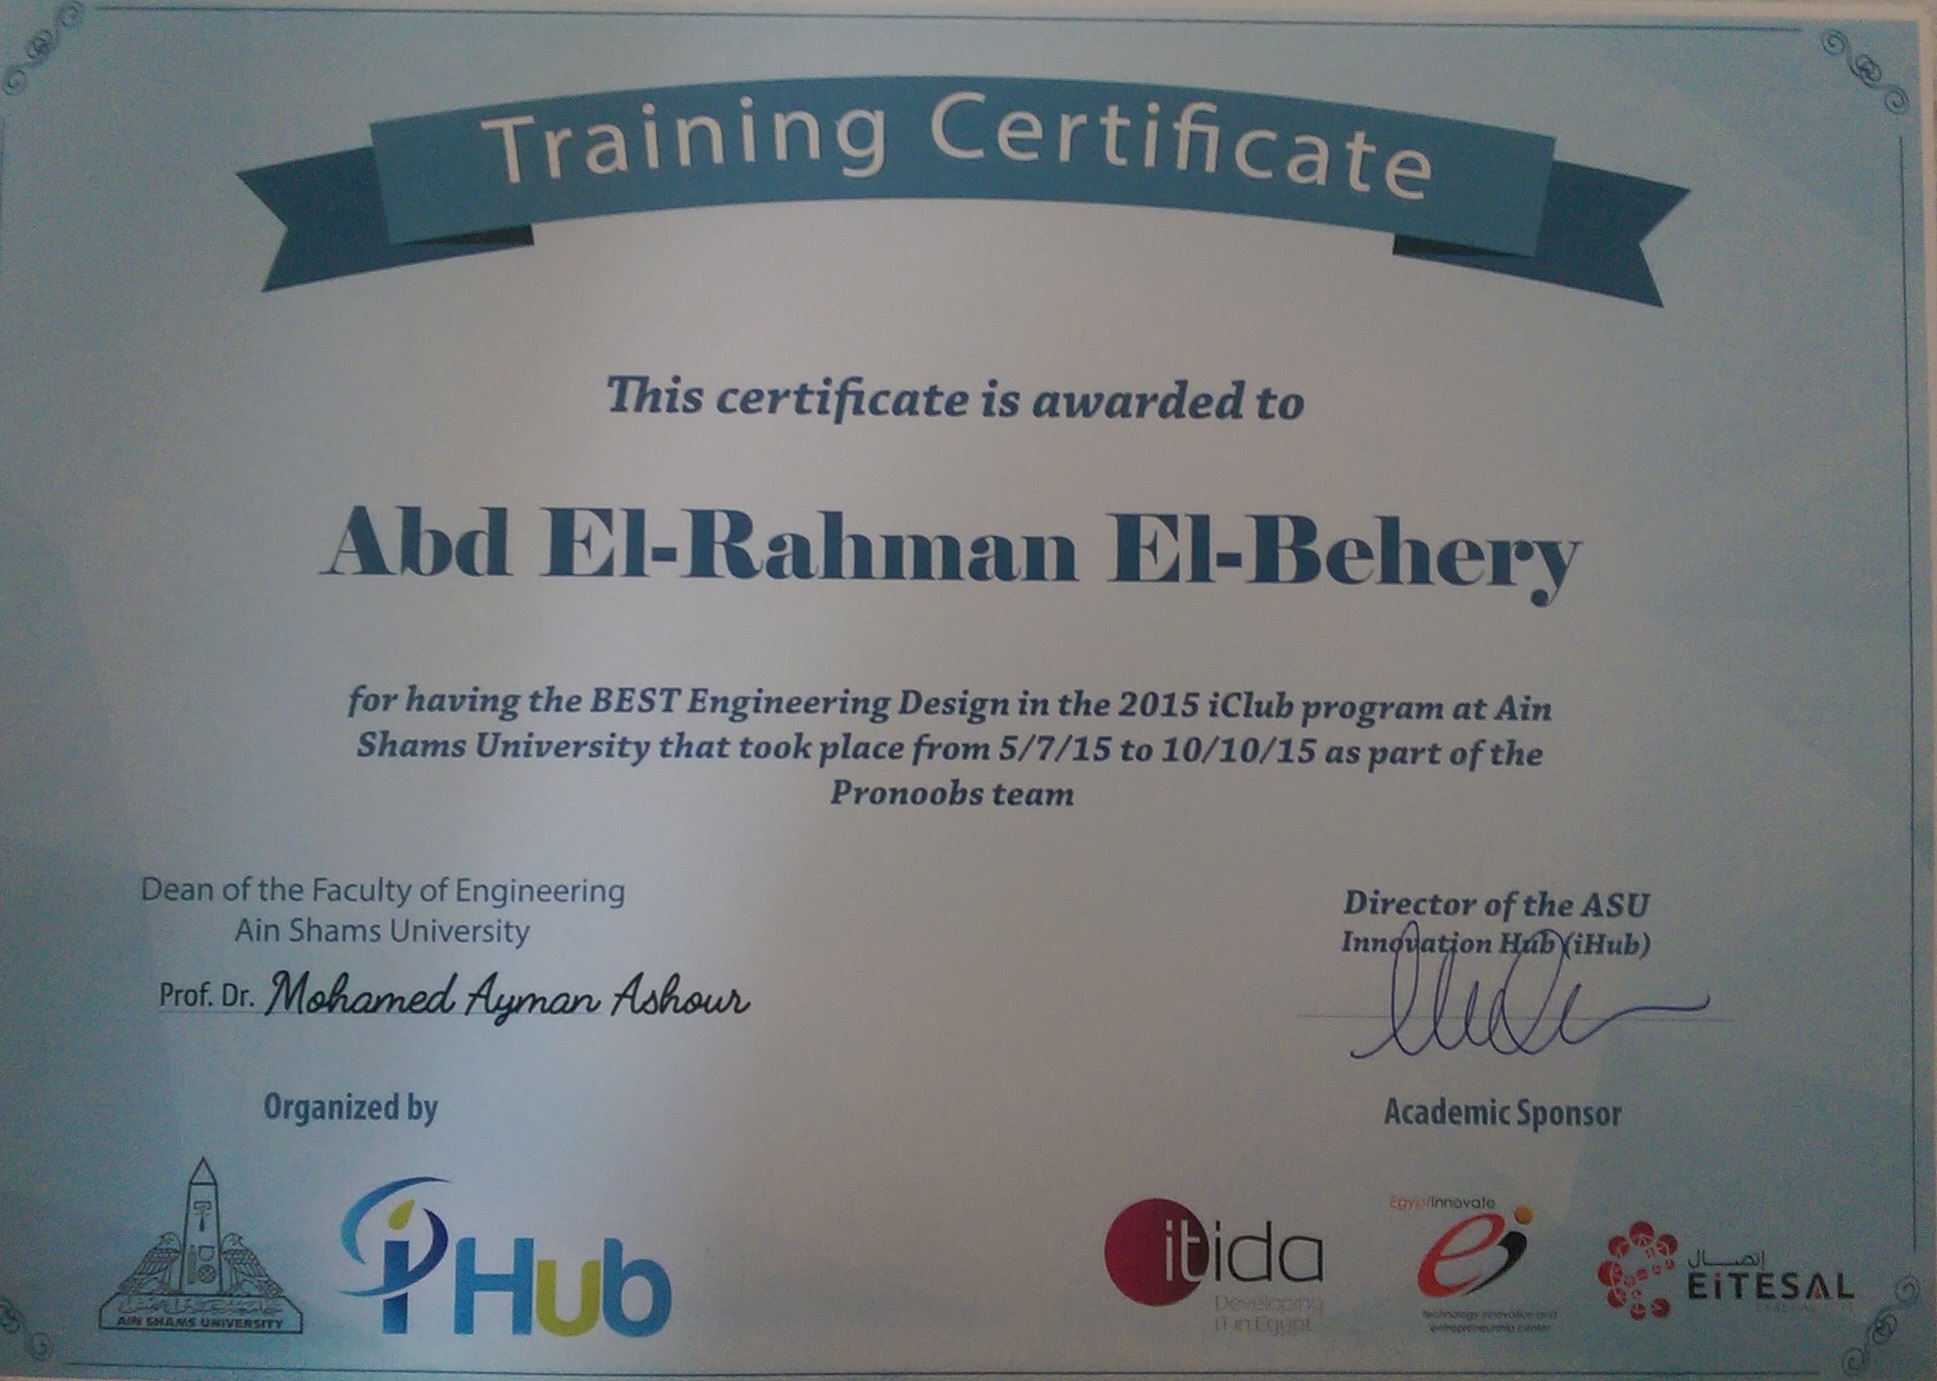 Training Certificate
This certificate is awarded to
Abd El-Rahman El-Behery
for having the BEST Engineering Design in the 2015 iClub program at Ain
Shams University that took place from 5/7/15 to 10/10/15 as part of the
Pronoobs team
Dean of the Faculty of Engineering
Ain Shams University
Prof. Dr. Mohamed Ayman Ashour
Director of the ASU
Innovation Hub (iHub)
Organized by
Academic Sponsor
AIN SHAMS UNIVERSITY
iHub
itida
Developing
IT in Egypt
EgyptInnovate
ei
technology innovation and
entrepreneurship center
إتصال
EiTESAL